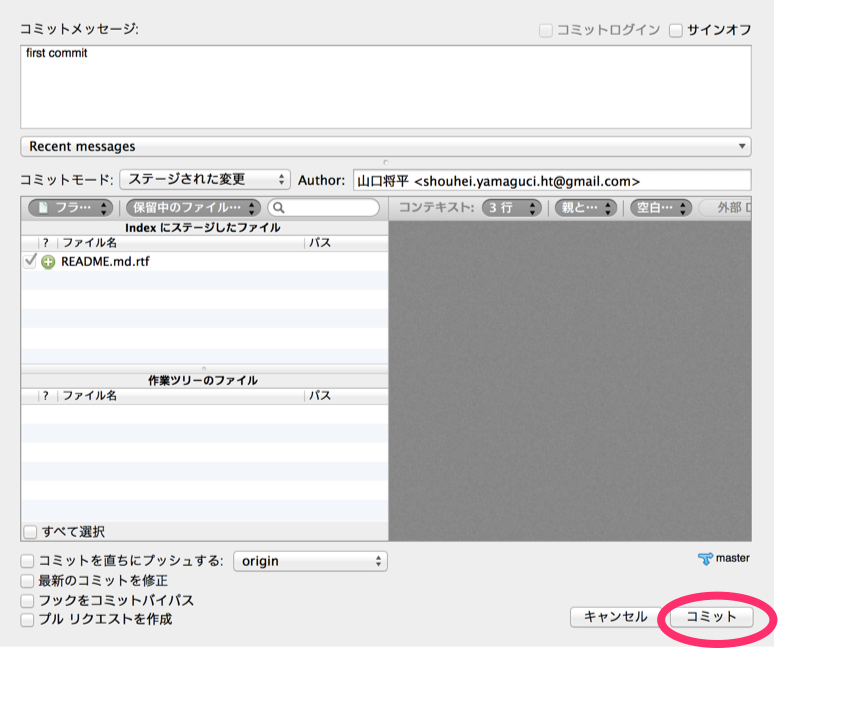 コミットメッセージ: コミットログイン サインオフ
first commit
Recent messages
コミットモード: ステージされた変更 Author: 山口将平 <shouhei.yamaguci.ht@gmail.com>
フラ… 保留中のファイル… コンテキスト: 3 行 親と… 空白… 外部
Index にステージしたファイル
? ファイル名 パス
README.md.rtf
作業ツリーのファイル
? ファイル名 パス
すべて選択
コミットを直ちにプッシュする: origin master
最新のコミットを修正
フックをコミットバイパス
プル リクエストを作成 キャンセル コミット